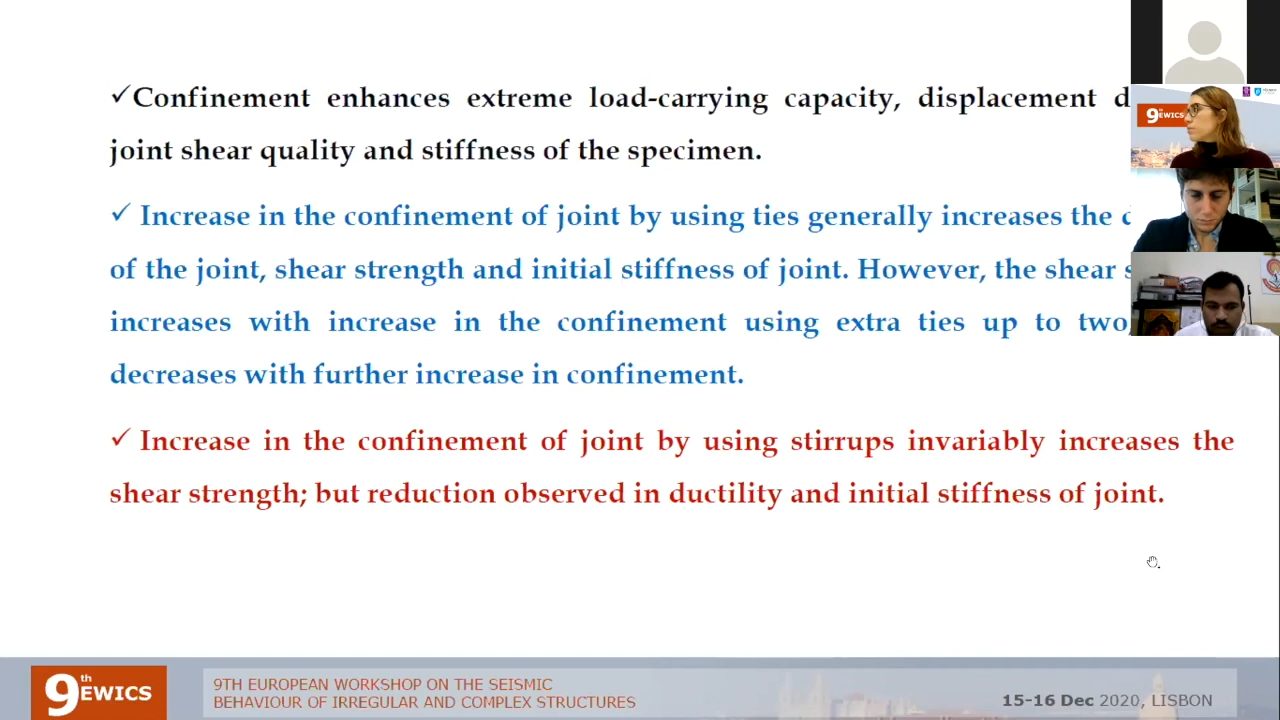 ✓Confinement enhances extreme load-carrying capacity, displacement
joint shear quality and stiffness of the specimen.
✓ Increase in the confinement of joint by using ties generally increases the
of the joint, shear strength and initial stiffness of joint. However, the shear
increases with increase in the confinement using extra ties up to two
decreases with further increase in confinement.
✓ Increase in the confinement of joint by using stirrups invariably increases the
shear strength; but reduction observed in ductility and initial stiffness of joint.
9th EWICS
9th EWICS
9TH EUROPEAN WORKSHOP ON THE SEISMIC
BEHAVIOUR OF IRREGULAR AND COMPLEX STRUCTURES
15-16 Dec 2020, LISBON